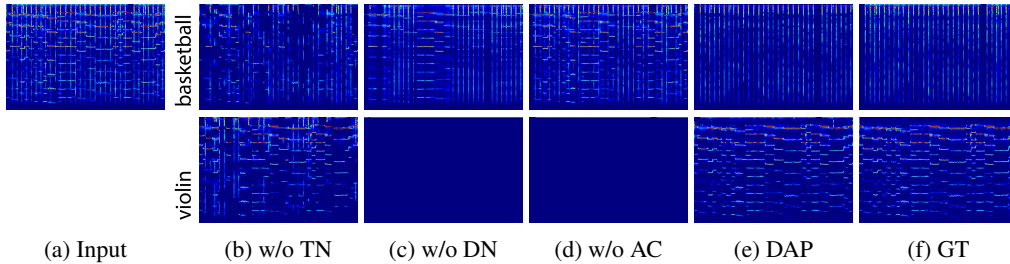 basketball
violin
(a) Input (b) w/o TN (c) w/o DN (d) w/o AC (e) DAP (f) GT